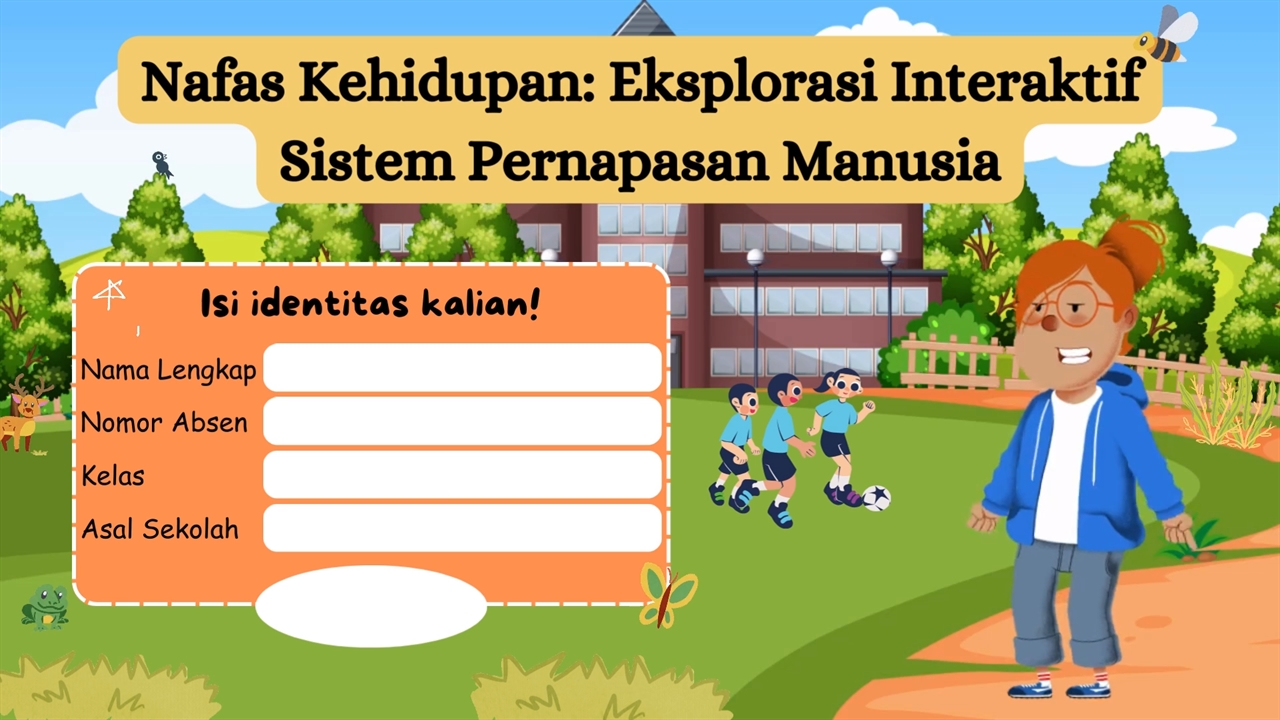 Nafas Kehidupan: Eksplorasi Interaktif
Sistem Pernapasan Manusia
Isi identitas kalian!
Nama Lengkap
Nomor Absen
Kelas
Asal Sekolah